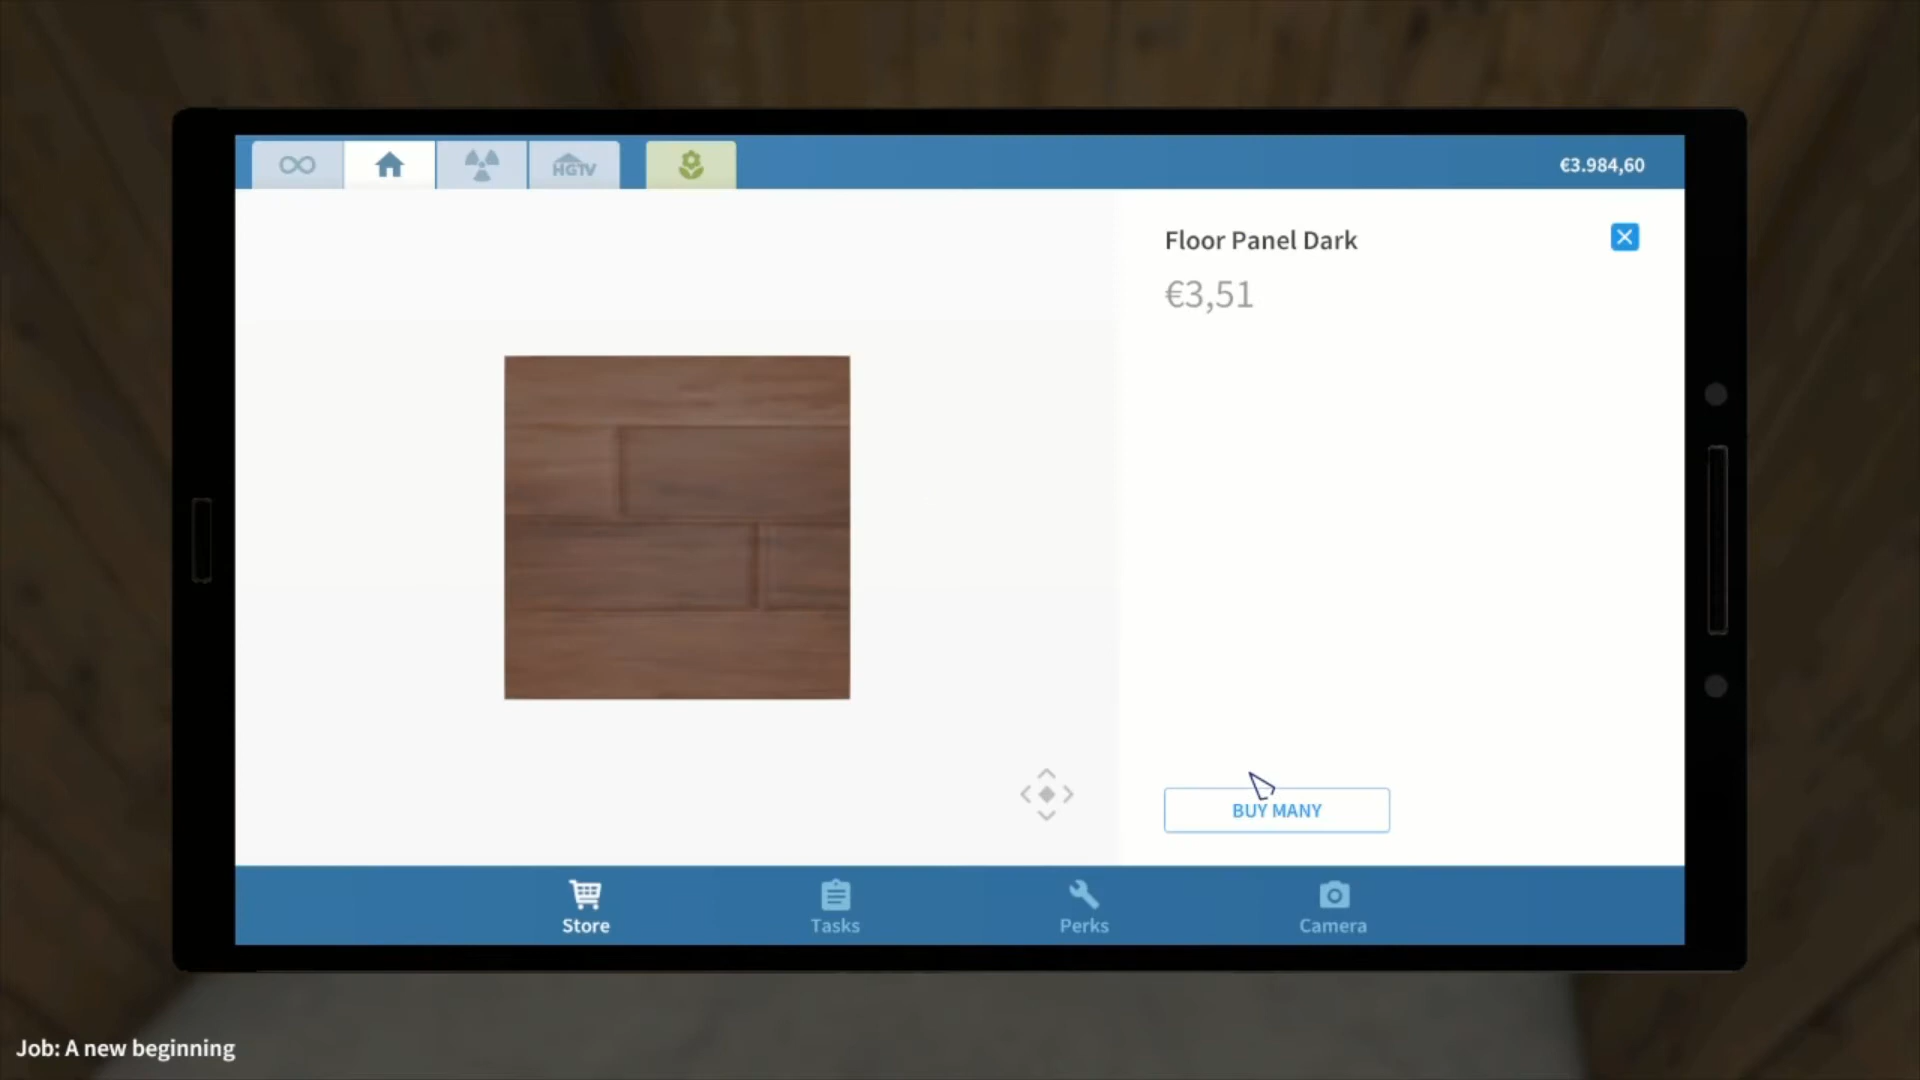 HGTV
€3.984,60
Floor Panel Dark
€3,51
BUY MANY
Store
Tasks
Perks
Camera
Job: A new beginning